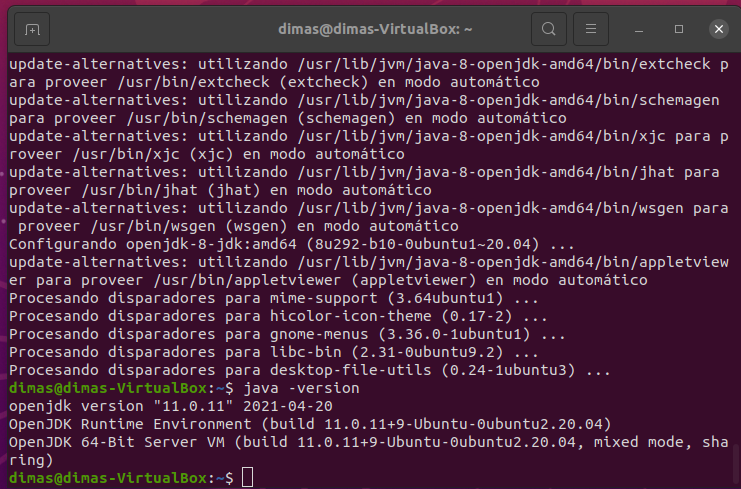 dimas@dimas-VirtualBox: ~
update-alternatives: utilizando /usr/lib/jvm/java-8-openjdk-amd64/bin/extcheck p
ara proveer /usr/bin/extcheck (extcheck) en modo automático
update-alternatives: utilizando /usr/lib/jvm/java-8-openjdk-amd64/bin/schemagen
para proveer /usr/bin/schemagen (schemagen) en modo automático
update-alternatives: utilizando /usr/lib/jvm/java-8-openjdk-amd64/bin/xjc para p
roveer /usr/bin/xjc (xjc) en modo automático
update-alternatives: utilizando /usr/lib/jvm/java-8-openjdk-amd64/bin/jhat para
proveer /usr/bin/jhat (jhat) en modo automático
update-alternatives: utilizando /usr/lib/jvm/java-8-openjdk-amd64/bin/wsgen para
 proveer /usr/bin/wsgen (wsgen) en modo automático
Configurando openjdk-8-jdk:amd64 (8u292-b10-0ubuntu1~20.04) ...
update-alternatives: utilizando /usr/lib/jvm/java-8-openjdk-amd64/bin/appletview
er para proveer /usr/bin/appletviewer (appletviewer) en modo automático
Procesando disparadores para mime-support (3.64ubuntu1) ...
Procesando disparadores para hicolor-icon-theme (0.17-2) ...
Procesando disparadores para gnome-menus (3.36.0-1ubuntu1) ...
Procesando disparadores para libc-bin (2.31-0ubuntu9.2) ...
Procesando disparadores para desktop-file-utils (0.24-1ubuntu3) ...
dimas@dimas-VirtualBox:~$ java -version
openjdk version "11.0.11" 2021-04-20
OpenJDK Runtime Environment (build 11.0.11+9-Ubuntu-0ubuntu2.20.04)
OpenJDK 64-Bit Server VM (build 11.0.11+9-Ubuntu-0ubuntu2.20.04, mixed mode, sha
ring)
dimas@dimas-VirtualBox:~$